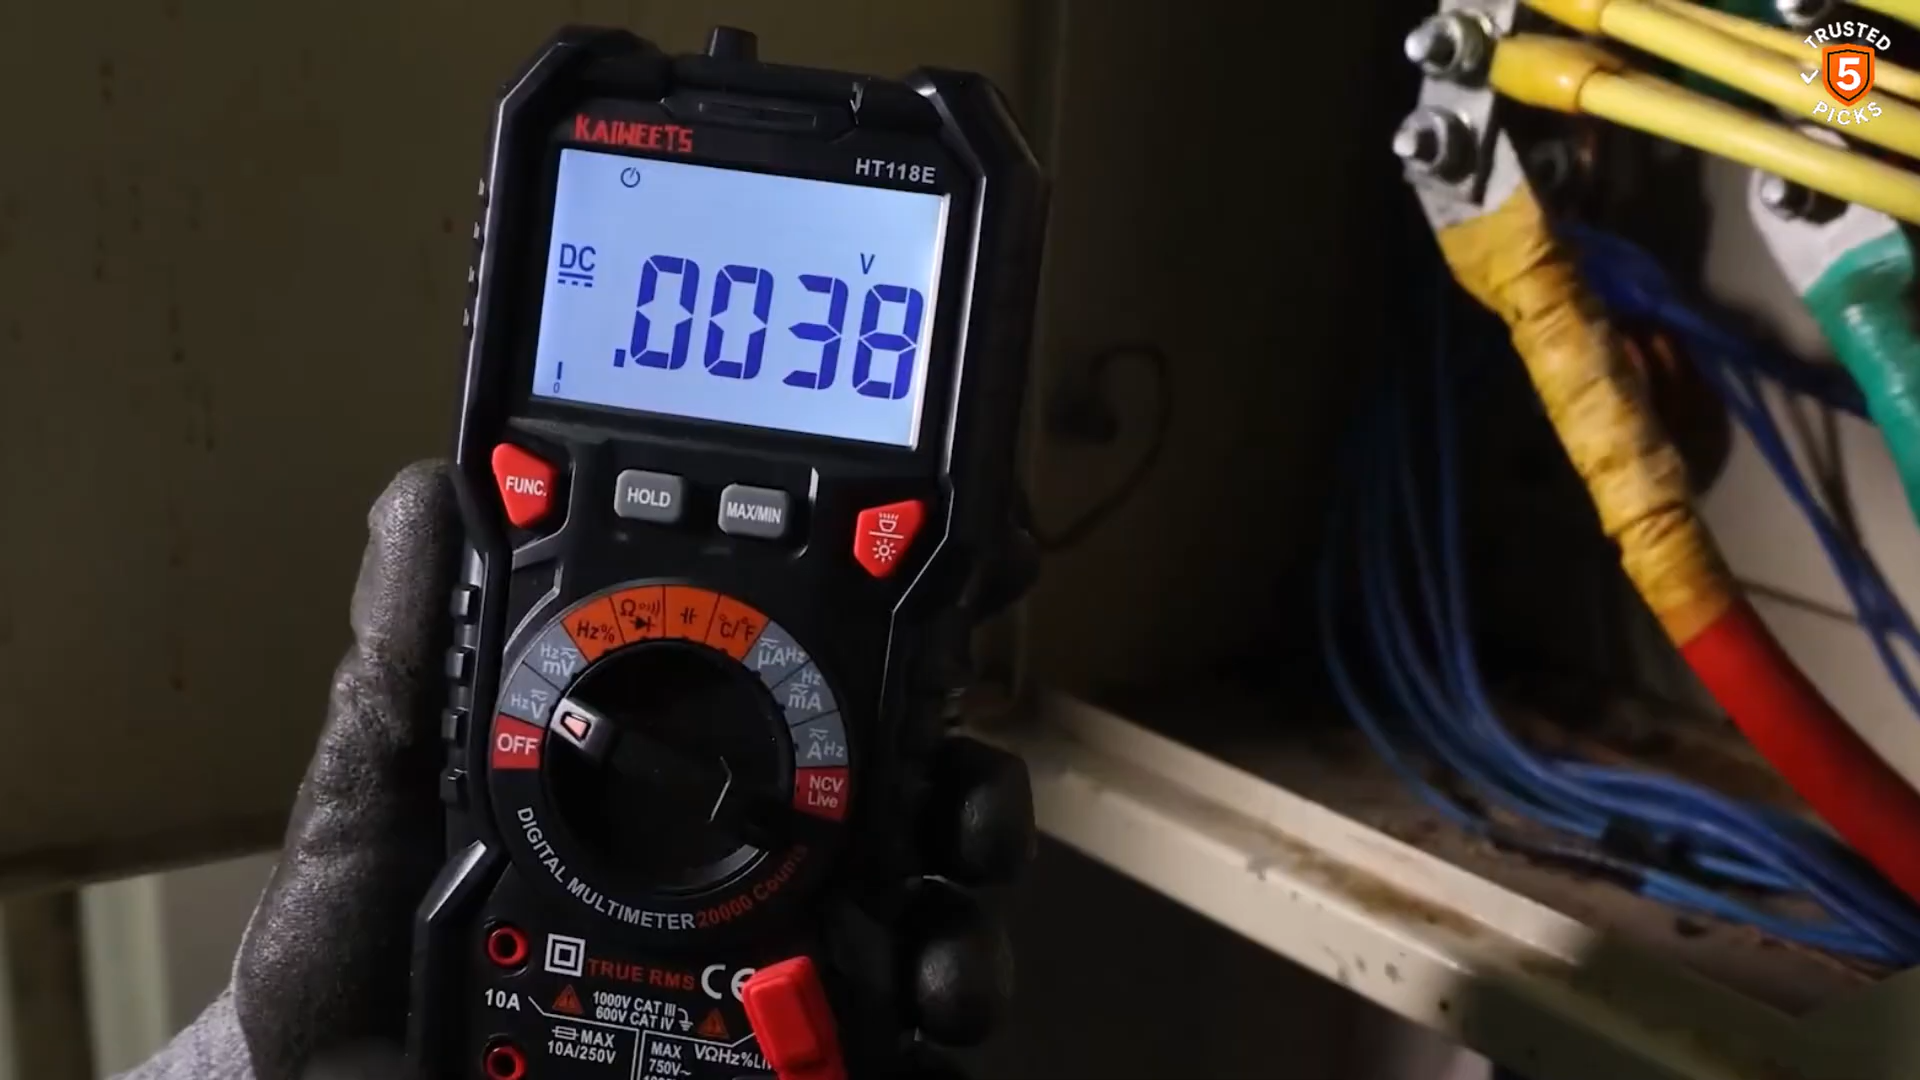 TRUSTED
5
PICKS
KAIWEETS
HT118E
DC
V
.0038
0
FUNC.
HOLD
MAX/MIN
Hz%
Ω
°C/°F
Hz
mV
µAHz
Hz
V
Hz
mA
OFF
AHz
NCV
Live
DIGITAL MULTIMETER 20000 Counts
TRUE RMS CE
10A
1000V CAT III
600V CAT IV
MAX
10A/250V
MAX
750V~
VΩHz%